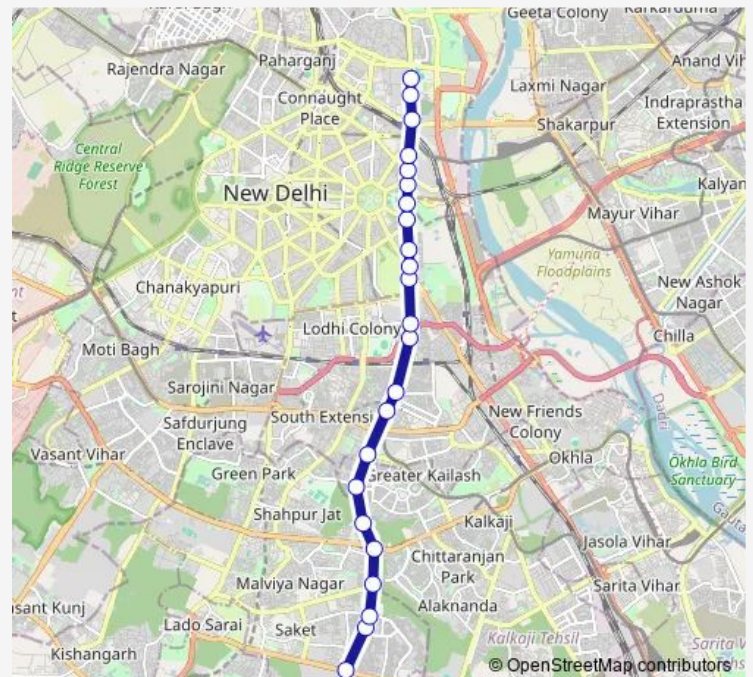 Geeta Colony
Karkarduma
Rajendra Nagar
Paharganj
Anand Vih
Connaught
Place
Laxmi Nagar
Indraprastha
Extension
Shakarpur
Central
Ridge Reserve
Forest
New Delhi
Kalyan
Mayur Vihar
Yamuna
Floodplains
Chanakyapuri
New Ashok
Nagar
nt
t
Lodhi Colony
Chilla
Moti Bagh
Sarojini Nagar
South Extensi
New Friends
Colony
Dadri
Safdurjung
Enclave
Vasant Vihar
Okhla
Okhla Bird
Sanctuary
Green Park
Greater Kailash
Gauta
Shahpur Jat
Kalkaji
Jasola Vihar
Chittaranjan
Park
Malviya Nagar
Sarita Vihar
asant Kunj
Alaknanda
Lado Sarai
Saket
Kalkaji Tehsil
Sarita V
Kishangarh
© OpenStreetMap contributors